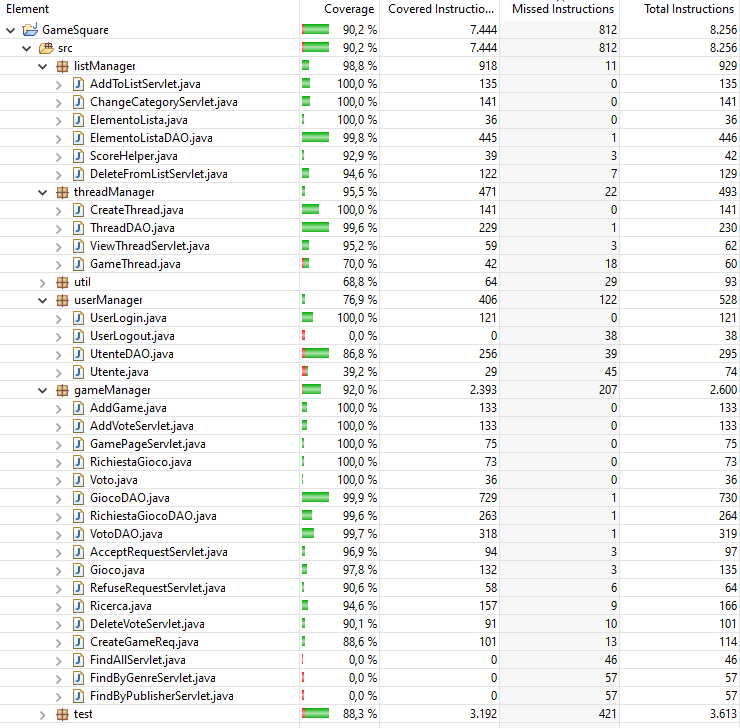 Element Coverage Covered Instructio... Missed Instructions Total Instructions
GameSquare 90,2 % 7.444 812 8.256
src 90,2 % 7.444 812 8.256
listManager 98,8 % 918 11 929
AddToListServlet.java 100,0 % 135 0 135
ChangeCategoryServlet.java 100,0 % 141 0 141
ElementoLista.java 100,0 % 36 0 36
ElementoListaDAO.java 99,8 % 445 1 446
ScoreHelper.java 92,9 % 39 3 42
DeleteFromListServlet.java 94,6 % 122 7 129
threadManager 95,5 % 471 22 493
CreateThread.java 100,0 % 141 0 141
ThreadDAO.java 99,6 % 229 1 230
ViewThreadServlet.java 95,2 % 59 3 62
GameThread.java 70,0 % 42 18 60
util 68,8 % 64 29 93
userManager 76,9 % 406 122 528
UserLogin.java 100,0 % 121 0 121
UserLogout.java 0,0 % 0 38 38
UtenteDAO.java 86,8 % 256 39 295
Utente.java 39,2 % 29 45 74
gameManager 92,0 % 2.393 207 2.600
AddGame.java 100,0 % 133 0 133
AddVoteServlet.java 100,0 % 133 0 133
GamePageServlet.java 100,0 % 75 0 75
RichiestaGioco.java 100,0 % 73 0 73
Voto.java 100,0 % 36 0 36
GiocoDAO.java 99,9 % 729 1 730
RichiestaGiocoDAO.java 99,6 % 263 1 264
VotoDAO.java 99,7 % 318 1 319
AcceptRequestServlet.java 96,9 % 94 3 97
Gioco.java 97,8 % 132 3 135
RefuseRequestServlet.java 90,6 % 58 6 64
Ricerca.java 94,6 % 157 9 166
DeleteVoteServlet.java 90,1 % 91 10 101
CreateGameReq.java 88,6 % 101 13 114
FindAllServlet.java 0,0 % 0 46 46
FindByGenreServlet.java 0,0 % 0 57 57
FindByPublisherServlet.java 0,0 % 0 57 57
test 88,3 % 3.192 421 3.613